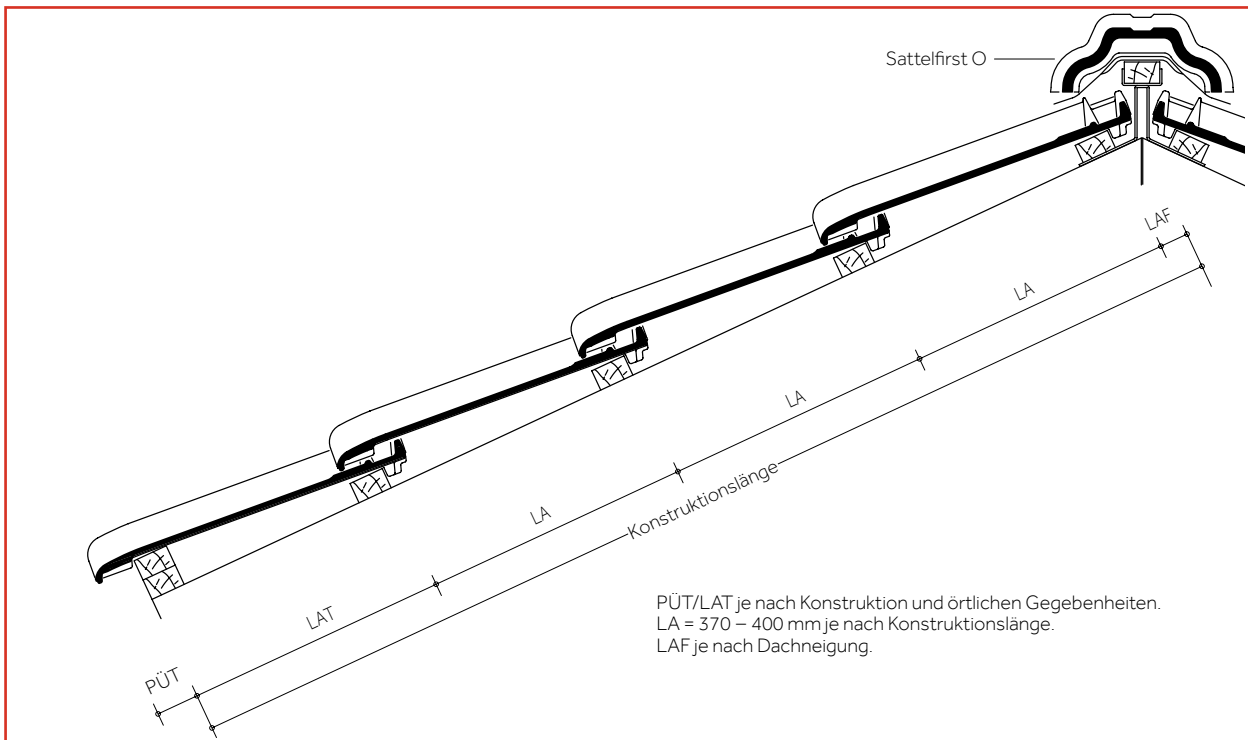 Sattelfirst O
LAF
LA
LA
LA
Konstruktionslänge
LAT
PÜT
PÜT/LAT je nach Konstruktion und örtlichen Gegebenheiten.
LA = 370 – 400 mm je nach Konstruktionslänge.
LAF je nach Dachneigung.